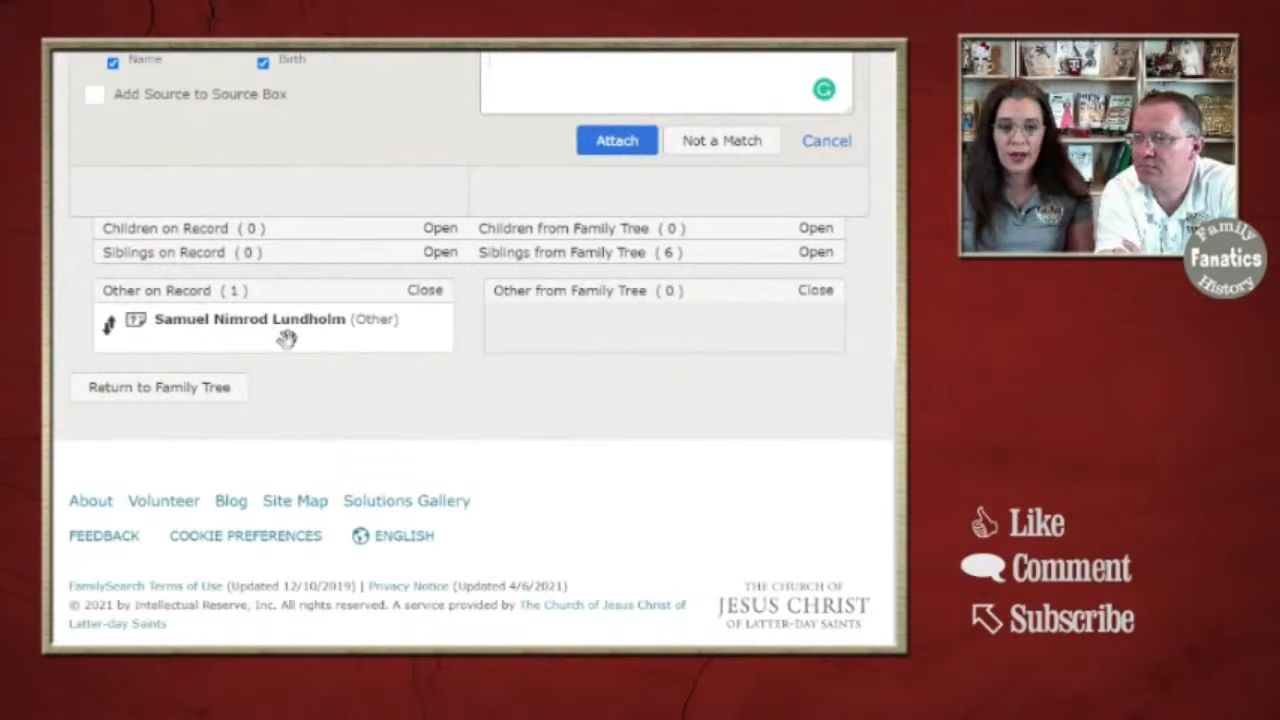 Name Birth
Add Source to Source Box
Attach Not a Match Cancel
Children on Record ( 0 ) Open Children from Family Tree ( 0 ) Open
Siblings on Record ( 0 ) Open Siblings from Family Tree ( 6 ) Open
Other on Record ( 1 ) Close Other from Family Tree ( 0 ) Close
Samuel Nimrod Lundholm (Other)
Return to Family Tree
About Volunteer Blog Site Map Solutions Gallery
FEEDBACK COOKIE PREFERENCES ENGLISH
FamilySearch Terms of Use (Updated 12/10/2019) | Privacy Notice (Updated 4/6/2021)
© 2021 by Intellectual Reserve, Inc. All rights reserved. A service provided by The Church of Jesus Christ of
Latter-day Saints
THE CHURCH OF
JESUS CHRIST
OF LATTER-DAY SAINTS
Family
Fanatics
History
Like
Comment
Subscribe